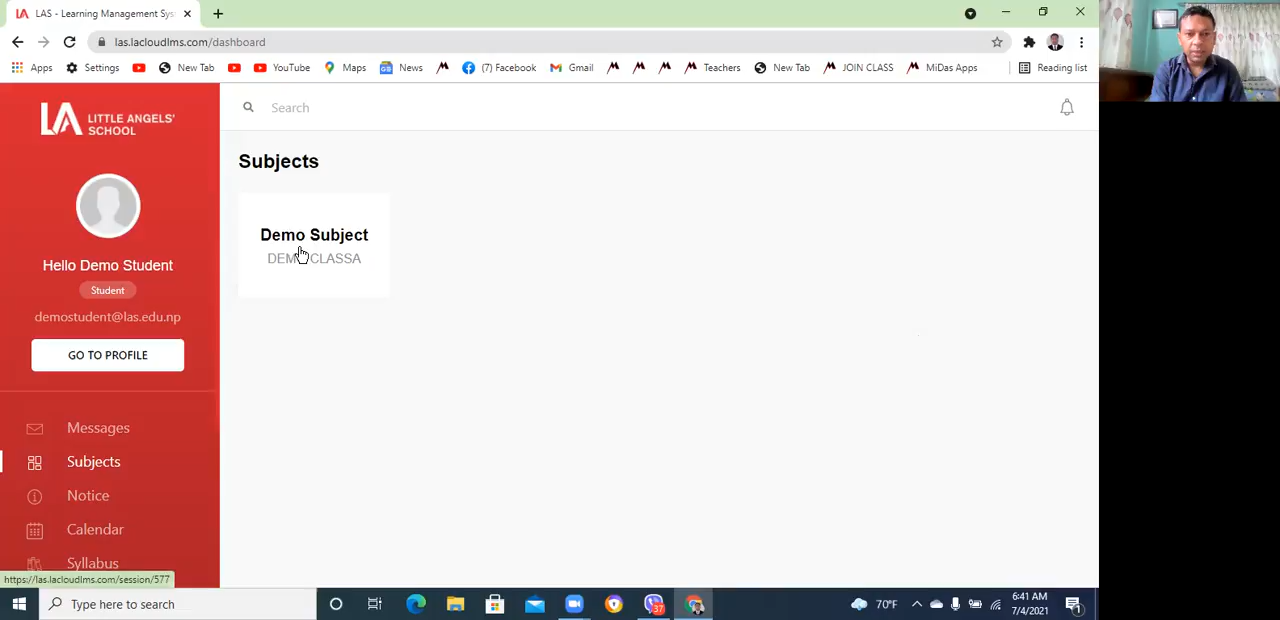 LAS - Learning Management Sys
las.lacloudlms.com/dashboard
Apps Settings New Tab YouTube Maps News (7) Facebook Gmail Teachers New Tab JOIN CLASS MiDas Apps Reading list
LA LITTLE ANGELS'
SCHOOL
Search
Subjects
Demo Subject
Hello Demo Student
Student
demostudent@las.edu.np
GO TO PROFILE
Messages
Subjects
Notice
Calendar
Syllabus
https://las.lacloudlms.com/session/577
Type here to search
37
70°F
6:41 AM
7/4/2021
1